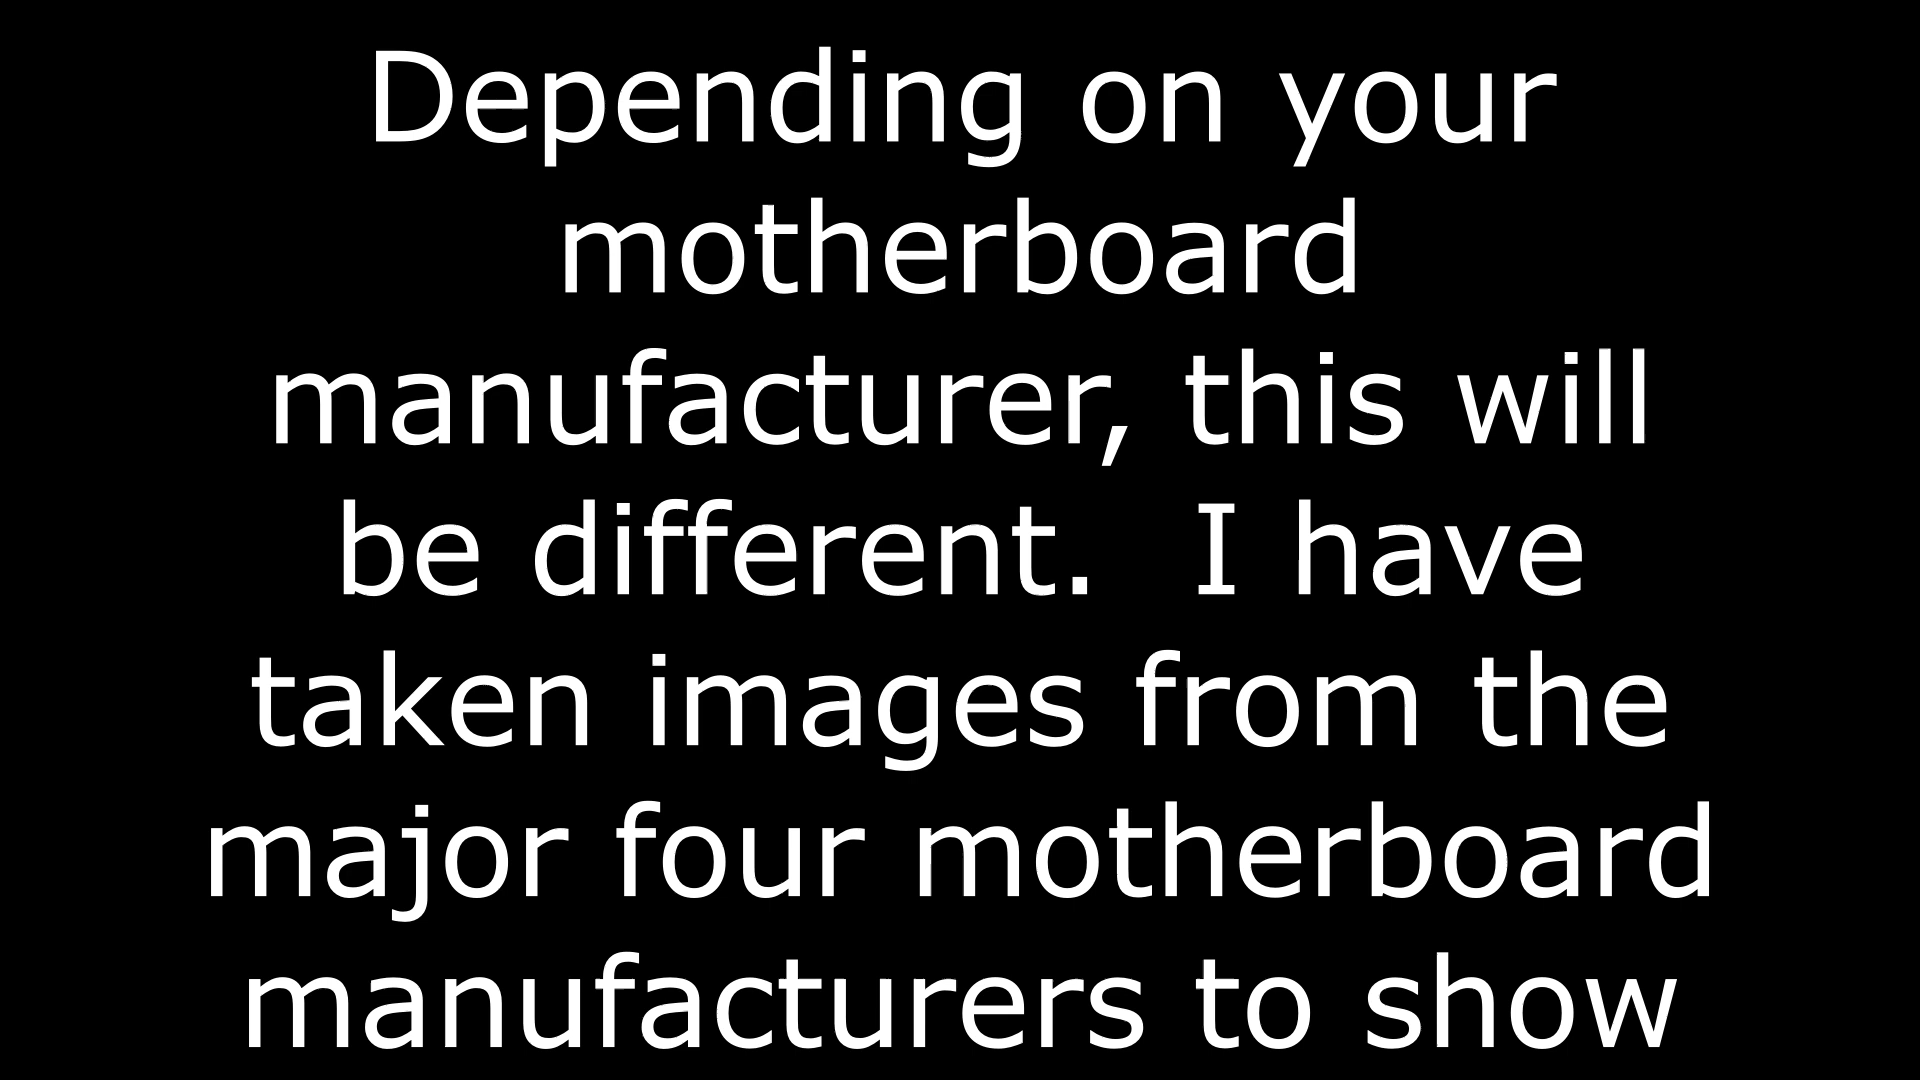 Depending on your
motherboard
manufacturer, this will
be different.  I have
taken images from the
major four motherboard
manufacturers to show